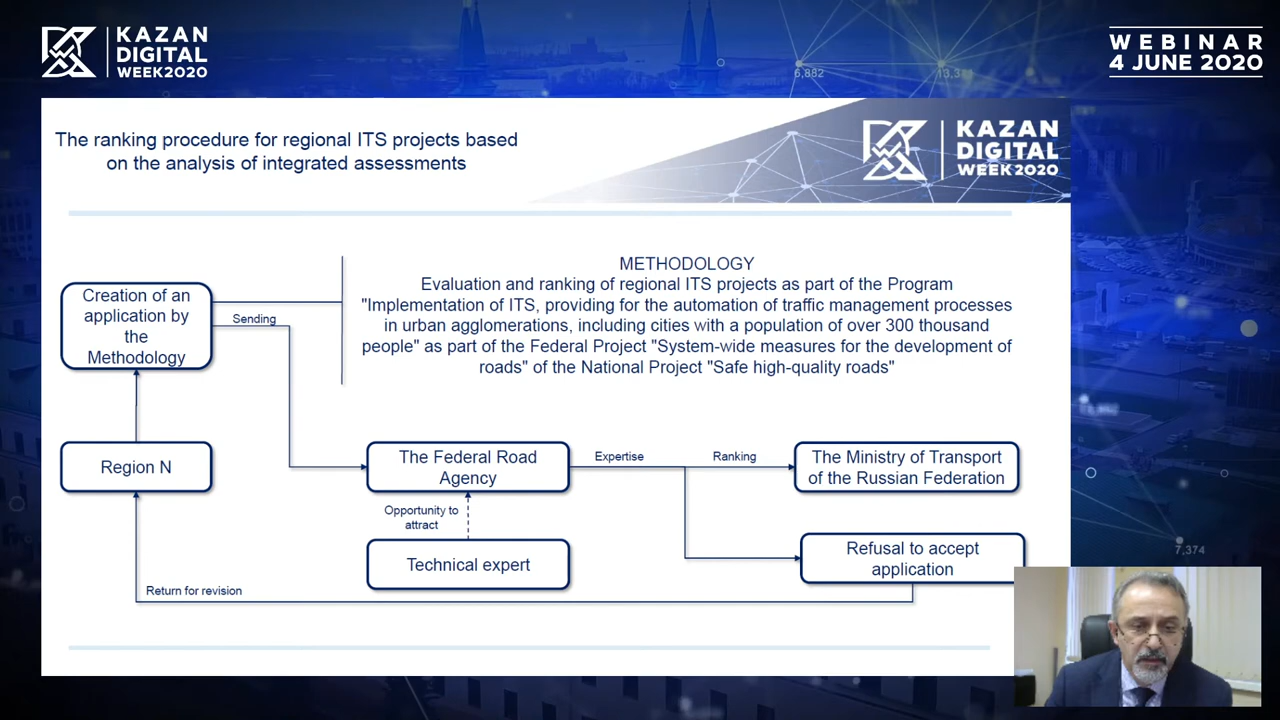 KAZAN
DIGITAL
WEEK2020
WEBINAR
4 JUNE 2020
6,882
The ranking procedure for regional ITS projects based
on the analysis of integrated assessments
KAZAN
DIGITAL
WEEK2020
METHODOLOGY
Evaluation and ranking of regional ITS projects as part of the Program
"Implementation of ITS, providing for the automation of traffic management processes
in urban agglomerations, including cities with a population of over 300 thousand
people" as part of the Federal Project "System-wide measures for the development of
roads" of the National Project "Safe high-quality roads"
Creation of an
application by
the
Methodology
Sending
Region N
The Federal Road
Agency
Expertise
Ranking
The Ministry of Transport
of the Russian Federation
Opportunity to
attract
Technical expert
Refusal to accept
application
Return for revision
7,374